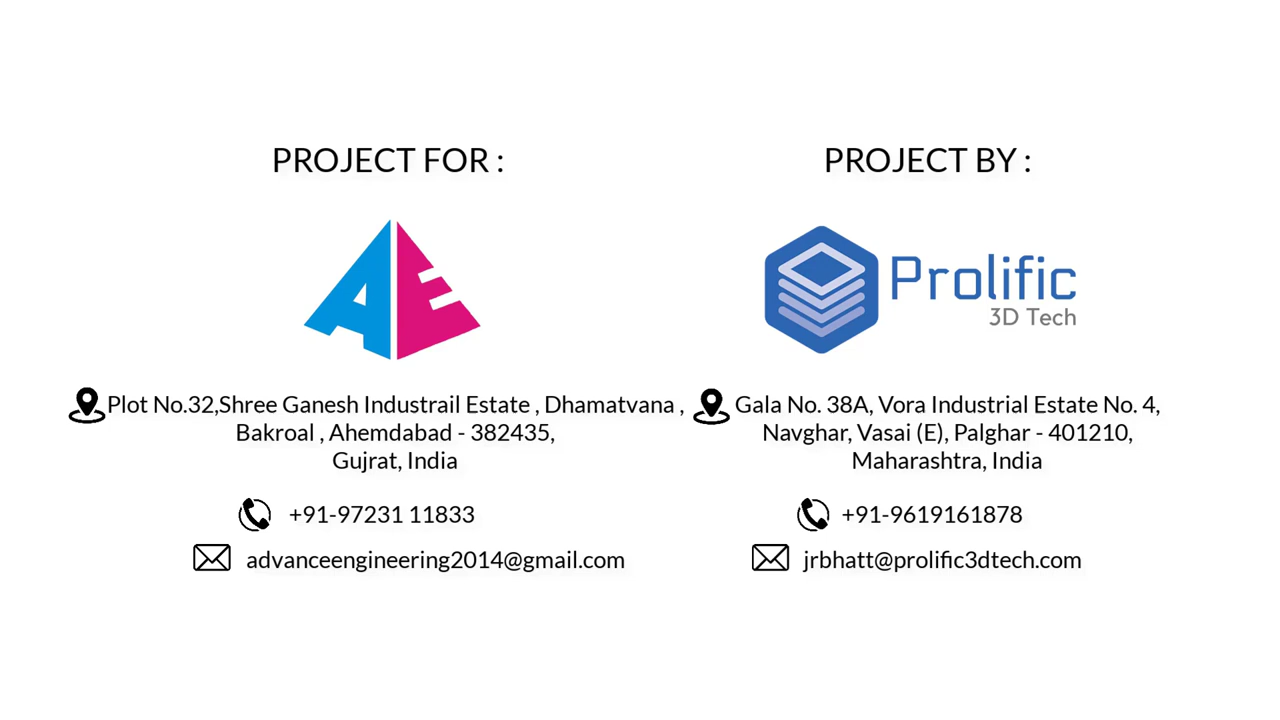 PROJECT FOR :
AE
Plot No.32,Shree Ganesh Industrail Estate , Dhamatvana ,
Bakroal , Ahemdabad - 382435,
Gujrat, India
+91-97231 11833
advanceengineering2014@gmail.com
PROJECT BY :
Prolific
3D Tech
Gala No. 38A, Vora Industrial Estate No. 4,
Navghar, Vasai (E), Palghar - 401210,
Maharashtra, India
+91-9619161878
jrbhatt@prolific3dtech.com